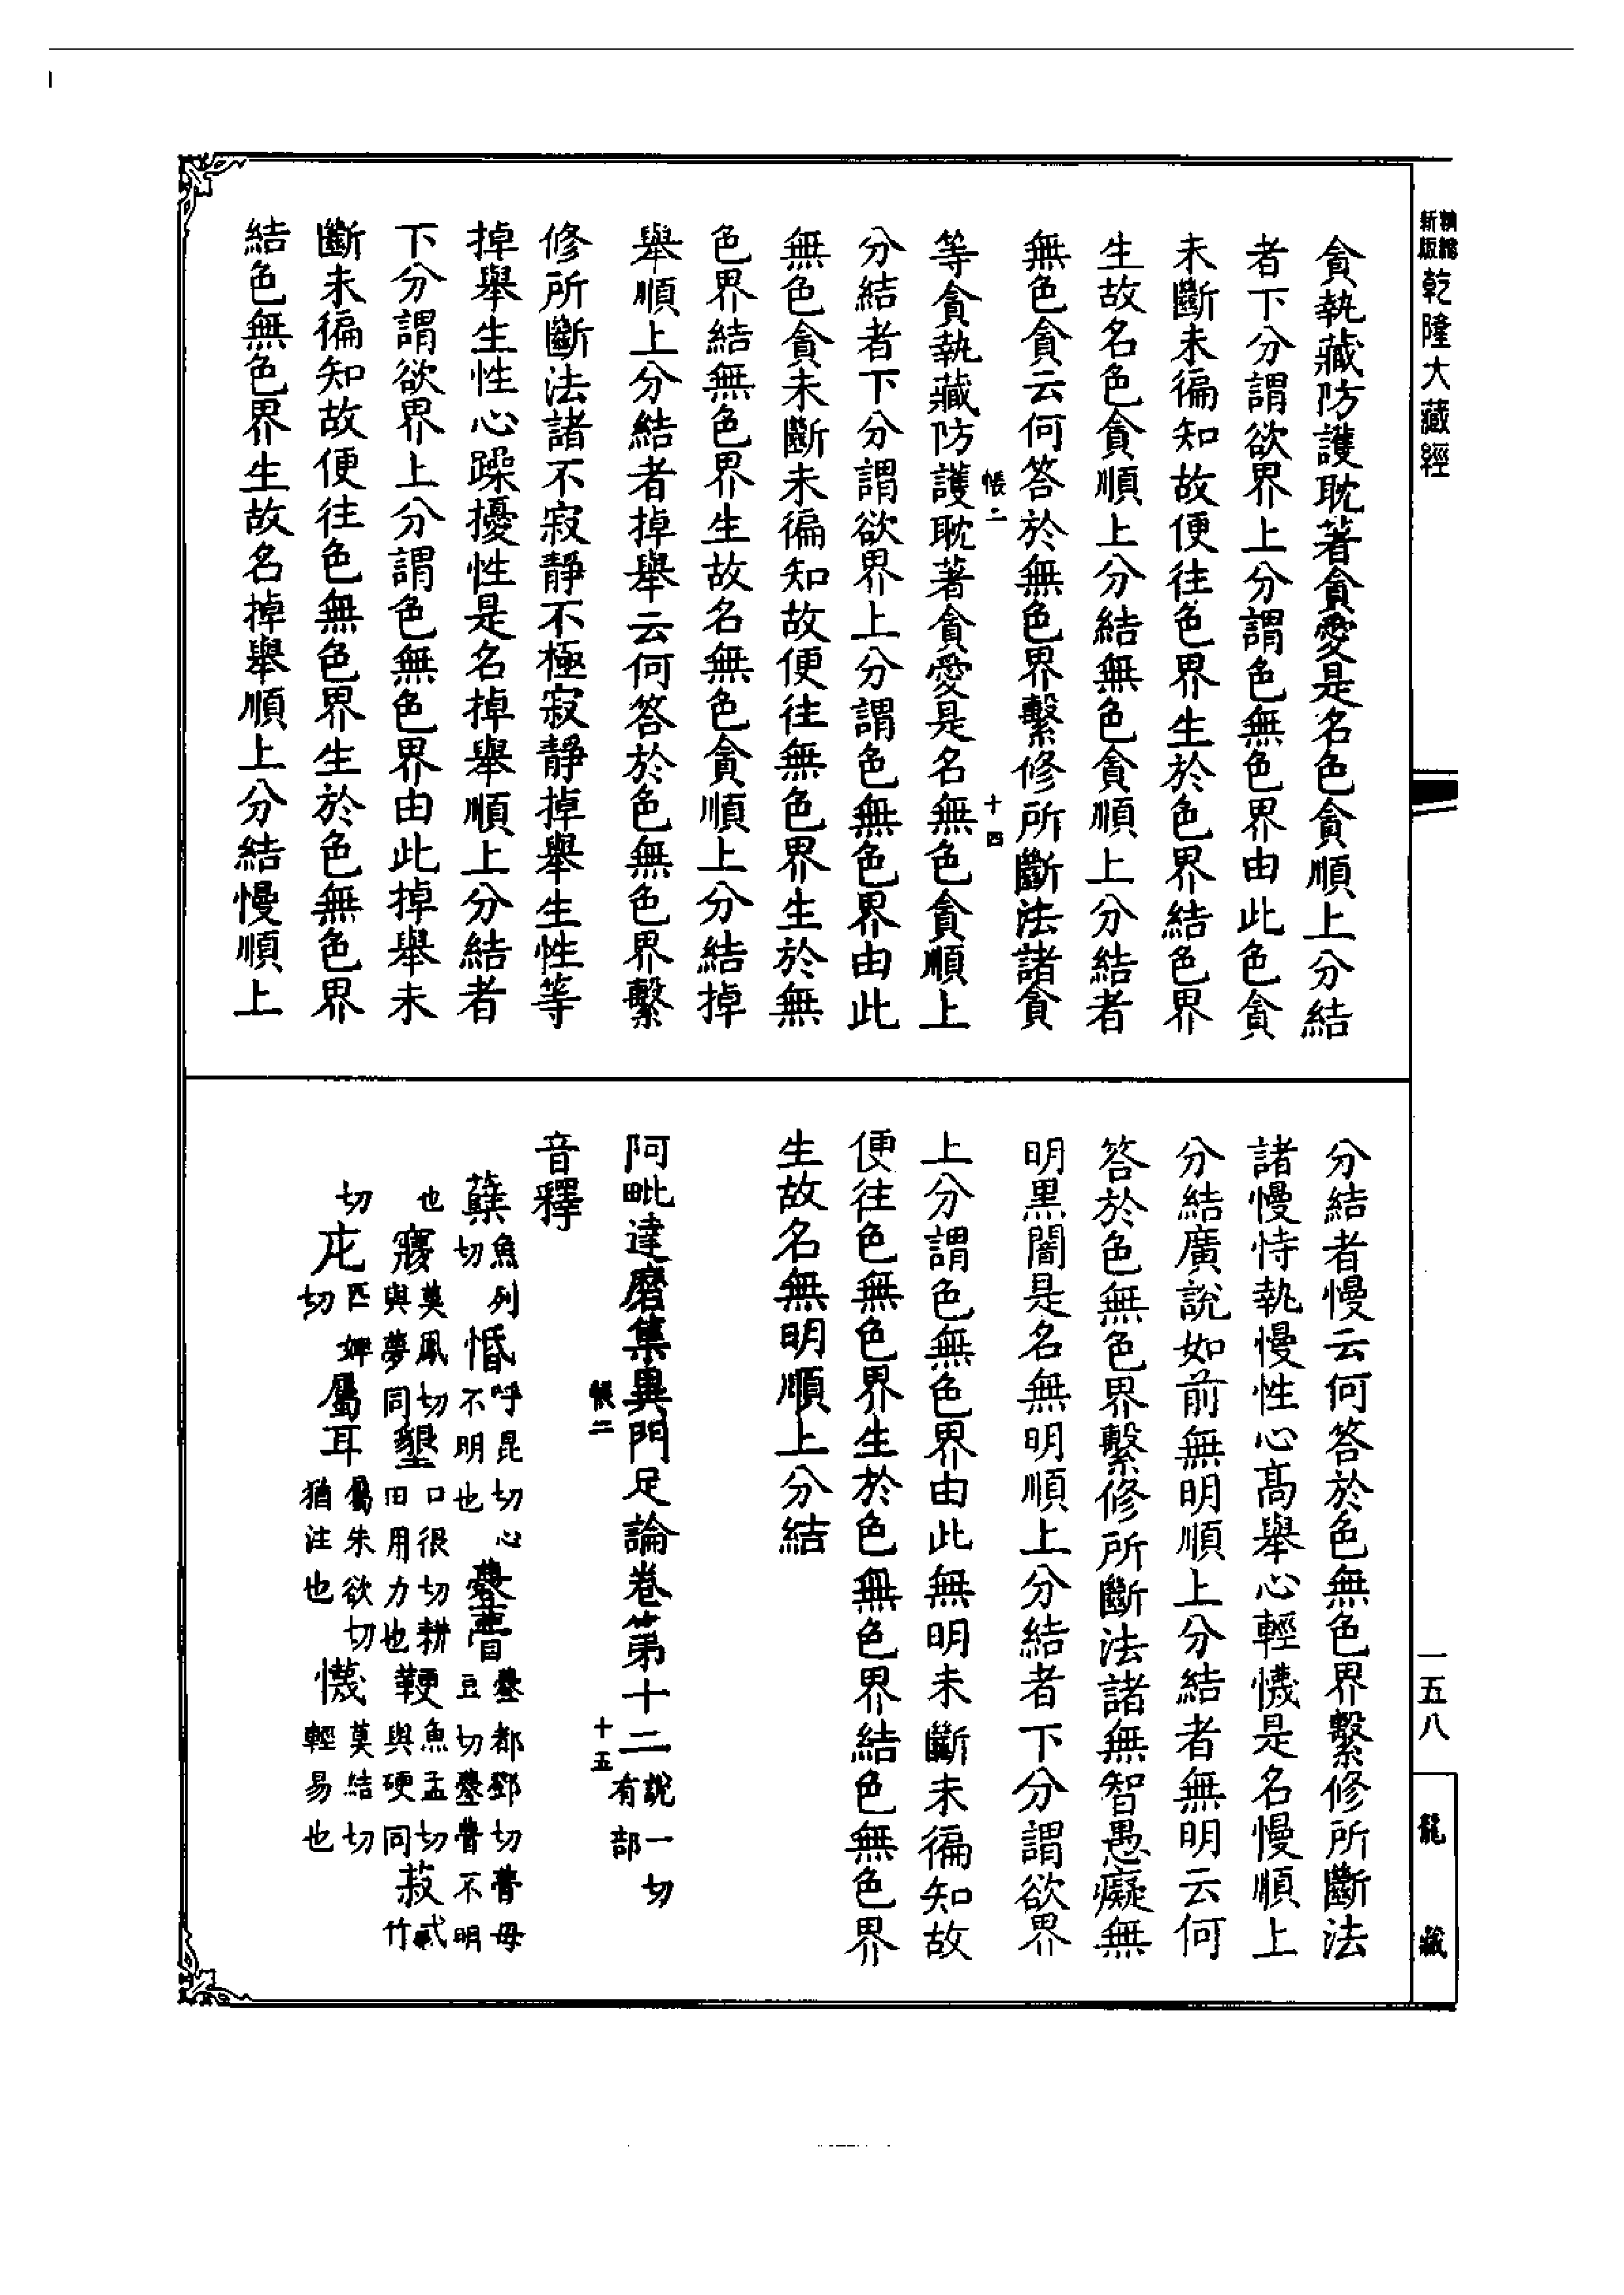 新版精縮
乾隆大藏經
一五八
龍藏
貪執藏防護耽著貪愛是名色貪順上分結
者下分謂欲界上分謂色無色界由此色貪
未斷未徧知故便往色界生於色界結色界
生故名色貪順上分結無色貪順上分結者
無色貪云何答於無色界繫修所斷法諸貪
帳二
十四
等貪執藏防護耽著貪愛是名無色貪順上
分結者下分謂欲界上分謂色無色界由此
無色貪未斷未徧知故便往無色界生於無
色界結無色界生故名無色貪順上分結掉
舉順上分結者掉舉云何答於色無色界繫
修所斷法諸不寂靜不極寂靜掉舉生性等
掉舉生性心躁擾性是名掉舉順上分結者
下分謂欲界上分謂色無色界由此掉舉未
斷未徧知故便往色無色界生於色無色界
結色無色界生故名掉舉順上分結慢順上
分結者慢云何答於色無色界繫修所斷法
諸慢恃執慢性心高舉心輕懱是名慢順上
分結廣說如前無明順上分結者無明云何
答於色無色界繫修所斷法諸無智愚癡無
明黑闇是名無明順上分結者下分謂欲界
上分謂色無色界由此無明未斷未徧知故
便往色無色界生於色無色界結色無色界
生故名無明順上分結
阿毗達磨集異門足論卷第十二說一切有部
帳二
十五
音釋
蘖魚列切惛呼昆切心不明也㽅瞢㽅都鄧切瞢母豆切㽅瞢不明
也㝱莫鳳切與夢同墾口很切耕田用力也鞕魚孟切與硬同菽式竹
切庀匹婢切屬耳屬朱欲切猶注也懱莫結切輕易也